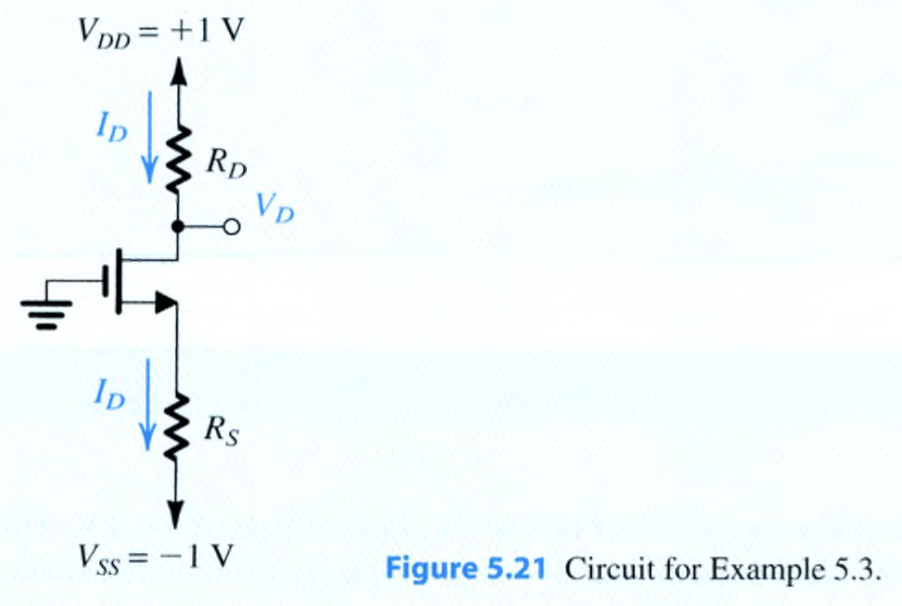 V_DD = +1 V
I_D
R_D
V_D
I_D
R_S
V_SS = −1 V
Figure 5.21 Circuit for Example 5.3.